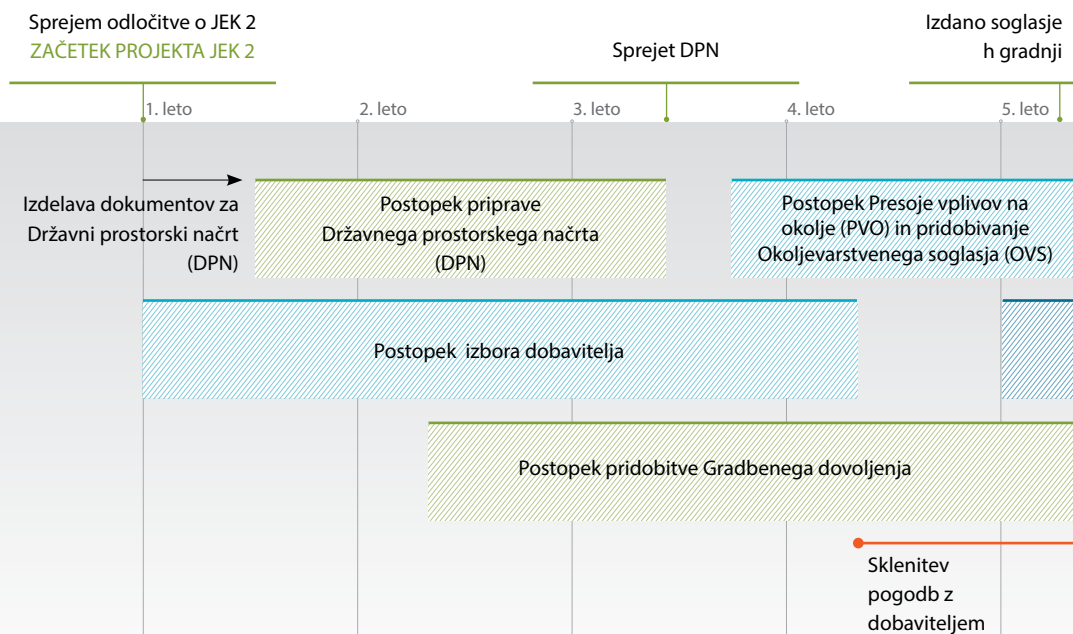 Sprejem odločitve o JEK 2
ZAČETEK PROJEKTA JEK 2
Sprejet DPN
Izdano soglasje
h gradnji
1. leto
2. leto
3. leto
4. leto
5. leto
Izdelava dokumentov za
Državni prostorski načrt
(DPN)
Postopek priprave
Državnega prostorskega načrta
(DPN)
Postopek Presoje vplivov na
okolje (PVO) in pridobivanje
Okoljevarstvenega soglasja (OVS)
Postopek izbora dobavitelja
Postopek pridobitve Gradbenega dovoljenja
Sklenitev
pogodb z
dobaviteljem